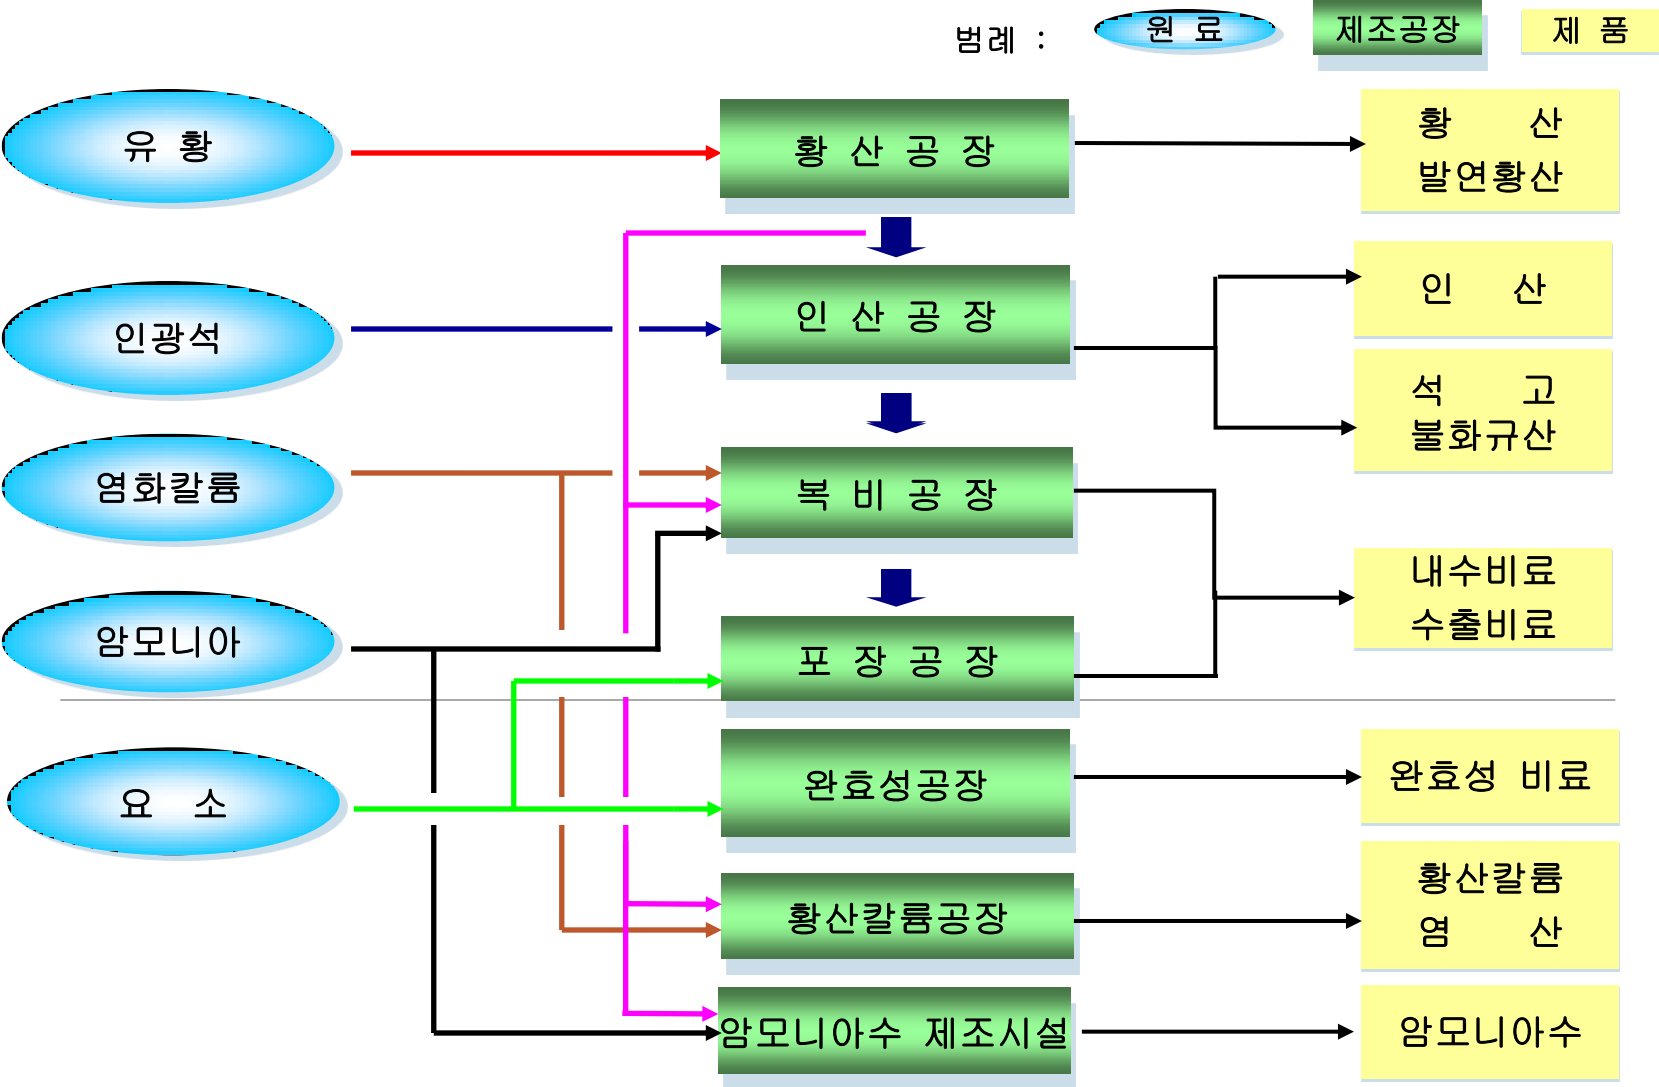 범례 : 원 료 제조공장 제 품
유 황
황 산 공 장
황 산
발연황산
인광석
인 산 공 장
인 산
석 고
불화규산
염화칼륨
복 비 공 장
내수비료
수출비료
암모니아
포 장 공 장
요 소
완효성공장
완효성 비료
황산칼륨공장
황산칼륨
염 산
암모니아수 제조시설
암모니아수